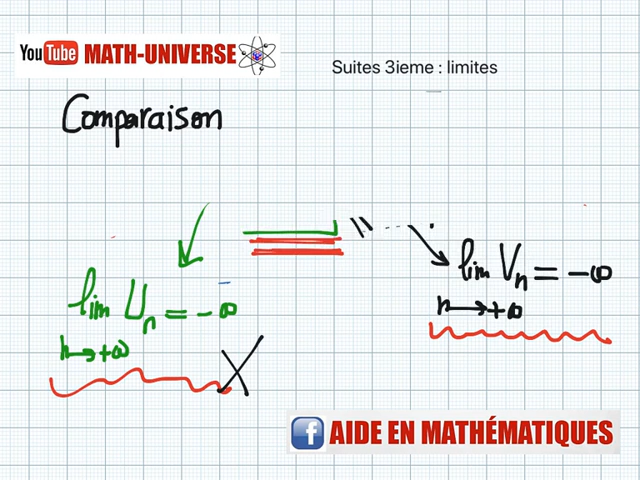 YouTube MATH-UNIVERSE
Suites 3ieme : limites
Comparaison
lim Vn = -∞
n → +∞
lim Un = -∞
n → +∞
AIDE EN MATHÉMATIQUES